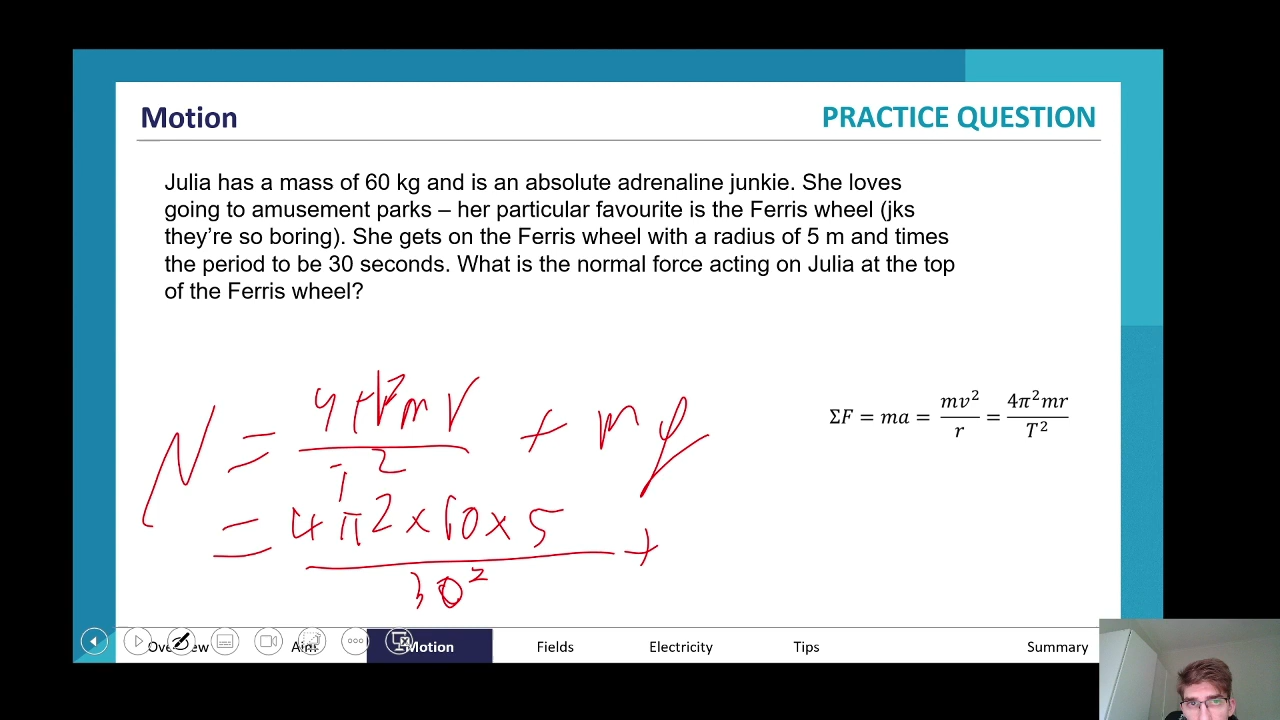 Motion
PRACTICE QUESTION
Julia has a mass of 60 kg and is an absolute adrenaline junkie. She loves
going to amusement parks – her particular favourite is the Ferris wheel (jks
they're so boring). She gets on the Ferris wheel with a radius of 5 m and times
the period to be 30 seconds. What is the normal force acting on Julia at the top
of the Ferris wheel?
ΣF = ma = mv²/r = 4π²mr/T²
N = 4π²mr/T² + mg
= 4π²×60×5/30² +
Motion
Fields
Electricity
Tips
Summary